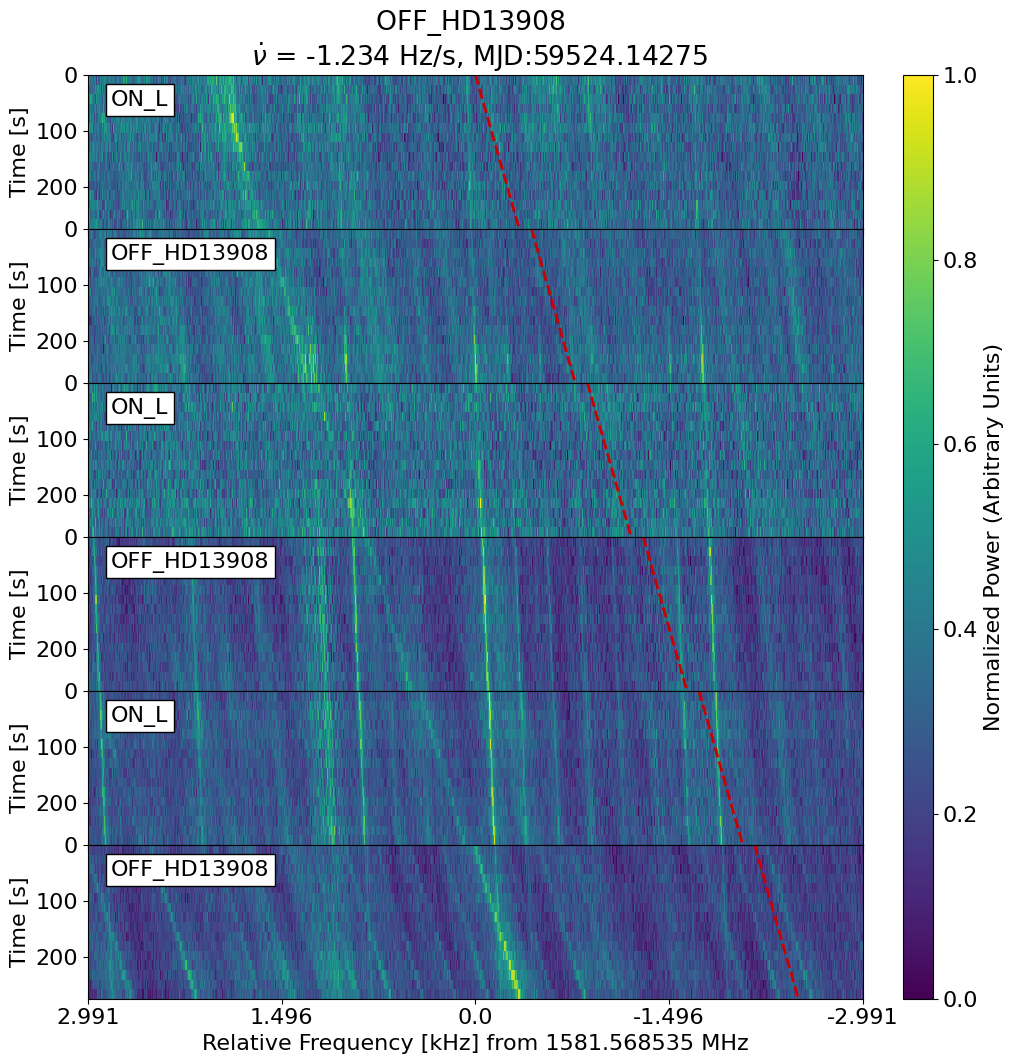 OFF_HD13908
ν̇ = -1.234 Hz/s, MJD:59524.14275
ON_L
OFF_HD13908
ON_L
OFF_HD13908
ON_L
OFF_HD13908
Time [s]
0
100
200
Time [s]
0
100
200
Time [s]
0
100
200
Time [s]
0
100
200
Time [s]
0
100
200
Time [s]
0
100
200
2.991 1.496 0.0 -1.496 -2.991
Relative Frequency [kHz] from 1581.568535 MHz
1.0
0.8
0.6
0.4
0.2
0.0
Normalized Power (Arbitrary Units)